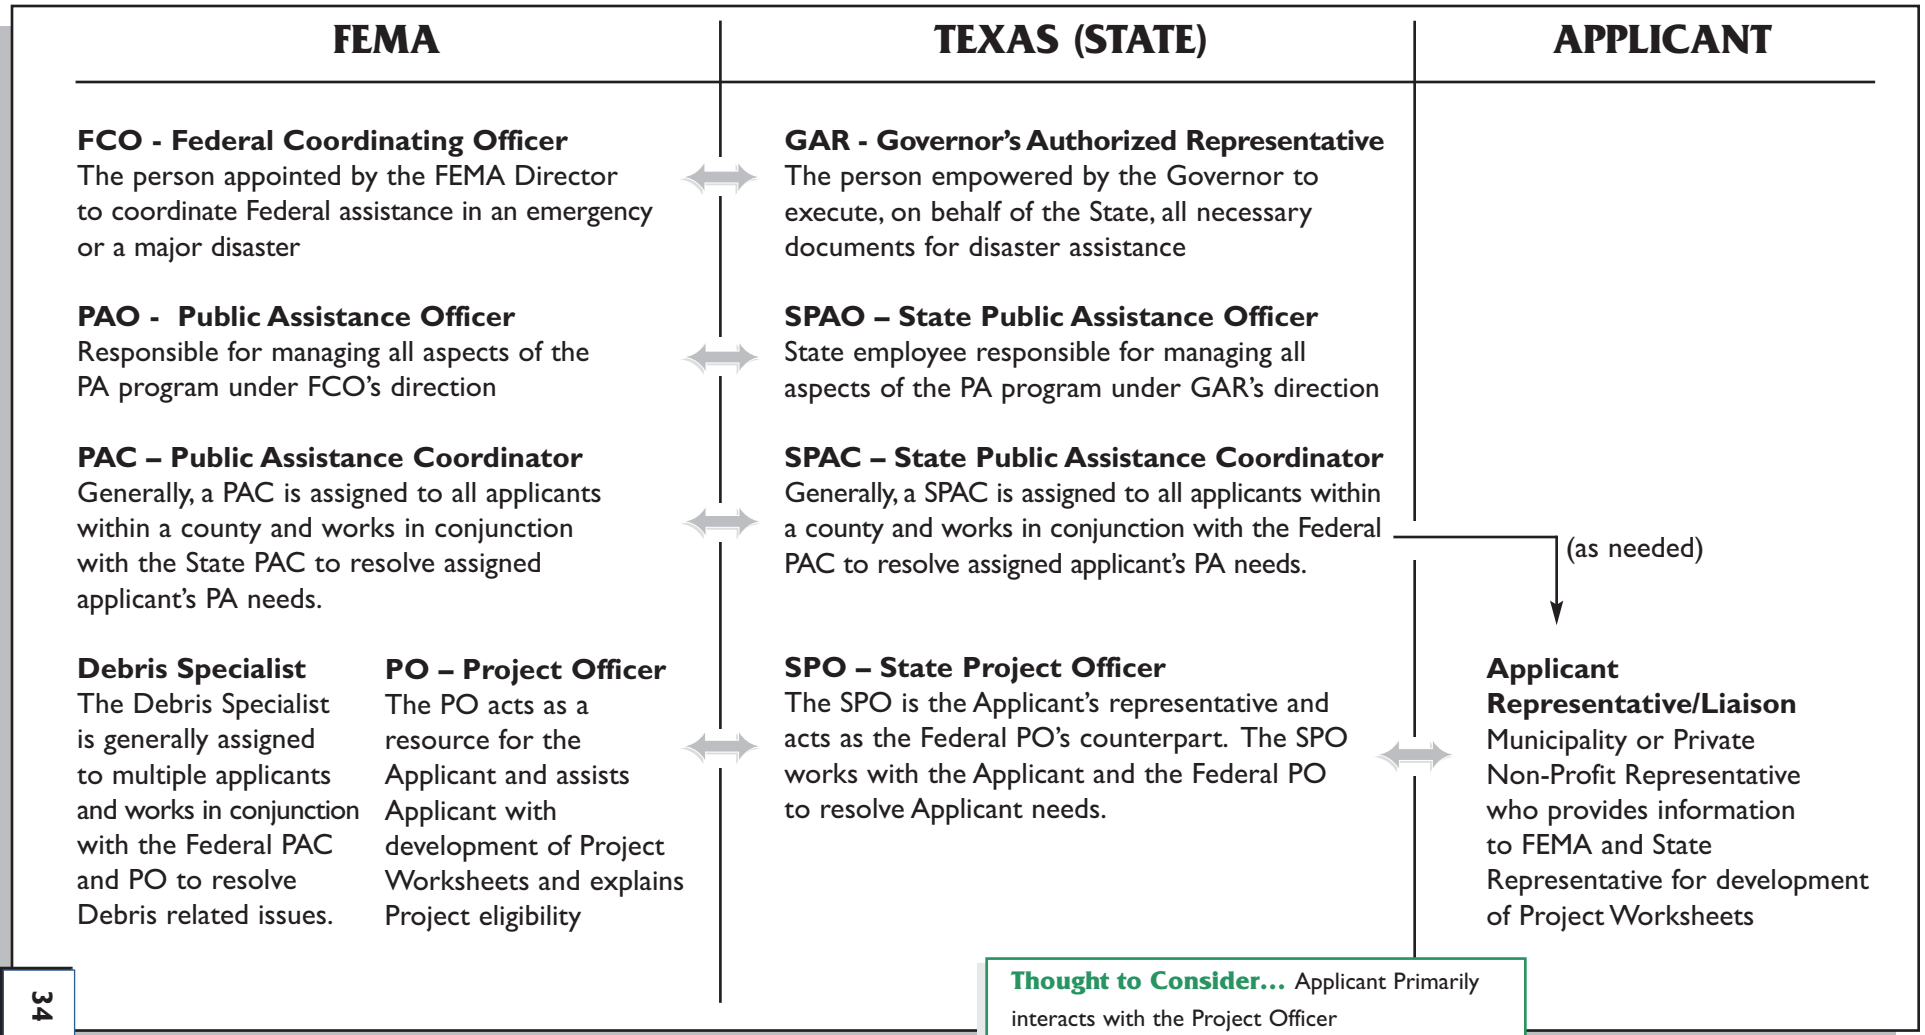 FEMA
TEXAS (STATE)
APPLICANT
FCO - Federal Coordinating Officer
The person appointed by the FEMA Director
to coordinate Federal assistance in an emergency
or a major disaster
GAR - Governor's Authorized Representative
The person empowered by the Governor to
execute, on behalf of the State, all necessary
documents for disaster assistance
PAO - Public Assistance Officer
Responsible for managing all aspects of the
PA program under FCO's direction
SPAO – State Public Assistance Officer
State employee responsible for managing all
aspects of the PA program under GAR's direction
PAC – Public Assistance Coordinator
Generally, a PAC is assigned to all applicants
within a county and works in conjunction
with the State PAC to resolve assigned
applicant's PA needs.
SPAC – State Public Assistance Coordinator
Generally, a SPAC is assigned to all applicants within
a county and works in conjunction with the Federal
PAC to resolve assigned applicant's PA needs.
(as needed)
Debris Specialist
The Debris Specialist
is generally assigned
to multiple applicants
and works in conjunction
with the Federal PAC
and PO to resolve
Debris related issues.
PO – Project Officer
The PO acts as a
resource for the
Applicant and assists
Applicant with
development of Project
Worksheets and explains
Project eligibility
SPO – State Project Officer
The SPO is the Applicant's representative and
acts as the Federal PO's counterpart. The SPO
works with the Applicant and the Federal PO
to resolve Applicant needs.
Applicant
Representative/Liaison
Municipality or Private
Non-Profit Representative
who provides information
to FEMA and State
Representative for development
of Project Worksheets
Thought to Consider... Applicant Primarily
interacts with the Project Officer
34